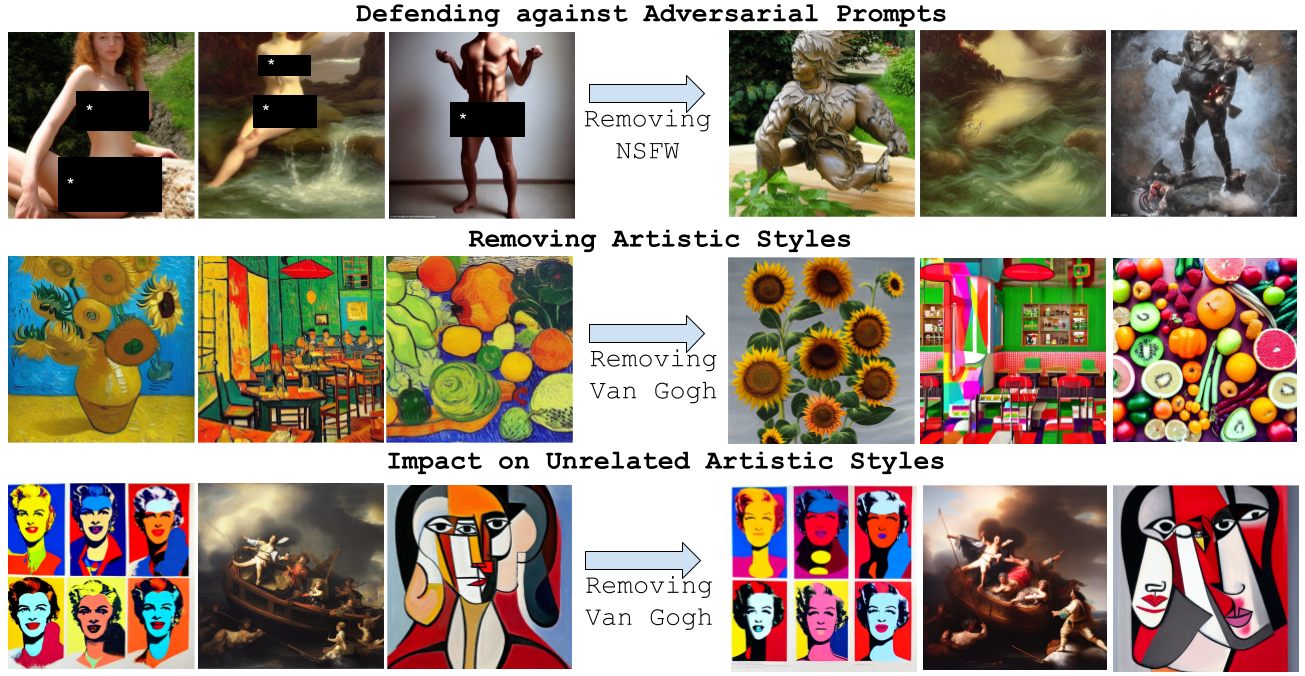 Defending against Adversarial Prompts
*
*
*
*
*
Removing
NSFW
Removing Artistic Styles
Removing
Van Gogh
Impact on Unrelated Artistic Styles
Removing
Van Gogh